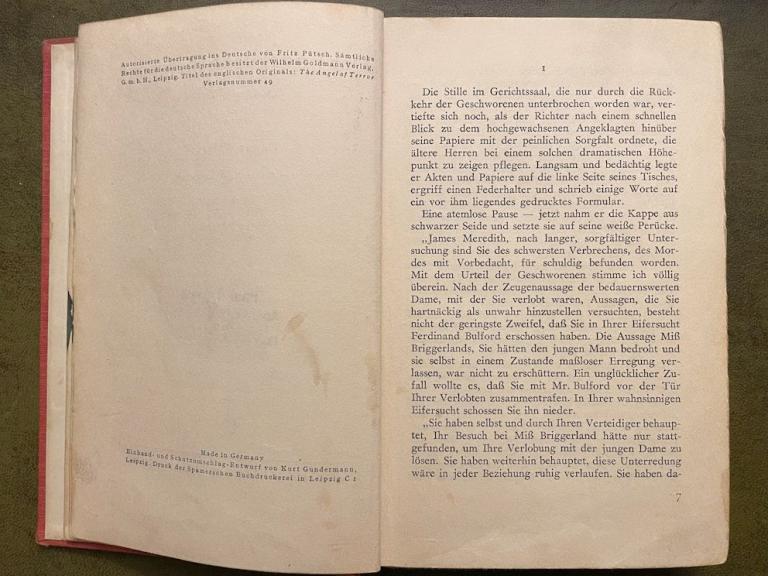 Autorisierte Übertragung ins Deutsche von Fritz Pütsch. Sämtliche
Rechte für die deutsche Sprache besitzt der Wilhelm Goldmann Verlag,
G. m. b. H., Leipzig. Titel des englischen Originals: The Angel of Terror
Verlagsnummer 49
Made in Germany
Einband- und Schutzumschlag-Entwurf von Kurt Gundermann,
Leipzig. Druck der Spamerschen Buchdruckerei in Leipzig C 1
1
Die Stille im Gerichtssaal, die nur durch die Rück-
kehr der Geschworenen unterbrochen worden war, ver-
tiefte sich noch, als der Richter nach einem schnellen
Blick zu dem hochgewachsenen Angeklagten hinüber
seine Papiere mit der peinlichen Sorgfalt ordnete, die
ältere Herren bei einem solchen dramatischen Höhe-
punkt zu zeigen pflegen. Langsam und bedächtig legte
er Akten und Papiere auf die linke Seite seines Tisches,
ergriff einen Federhalter und schrieb einige Worte auf
ein vor ihm liegendes gedrucktes Formular.
Eine atemlose Pause — jetzt nahm er die Kappe aus
schwarzer Seide und setzte sie auf seine weiße Perücke.
„James Meredith, nach langer, sorgfältiger Unter-
suchung sind Sie des schwersten Verbrechens, des Mor-
des mit Vorbedacht, für schuldig befunden worden.
Mit dem Urteil der Geschworenen stimme ich völlig
überein. Nach der Zeugenaussage der bedauernswerten
Dame, mit der Sie verlobt waren, Aussagen, die Sie
hartnäckig als unwahr hinzustellen versuchten, besteht
nicht der geringste Zweifel, daß Sie in Ihrer Eifersucht
Ferdinand Bulford erschossen haben. Die Aussage Miß
Briggerlands, Sie hätten den jungen Mann bedroht und
sie selbst in einem Zustande maßloser Erregung ver-
lassen, war nicht zu erschüttern. Ein unglücklicher Zu-
fall wollte es, daß Sie mit Mr. Bulford vor der Tür
Ihrer Verlobten zusammentrafen. In Ihrer wahnsinnigen
Eifersucht schossen Sie ihn nieder.
„Sie haben selbst und durch Ihren Verteidiger behaup-
tet, Ihr Besuch bei Miß Briggerland hätte nur statt-
gefunden, um Ihre Verlobung mit der jungen Dame zu
lösen. Sie haben weiterhin behauptet, diese Unterredung
wäre in jeder Beziehung ruhig verlaufen. Sie haben da-
7